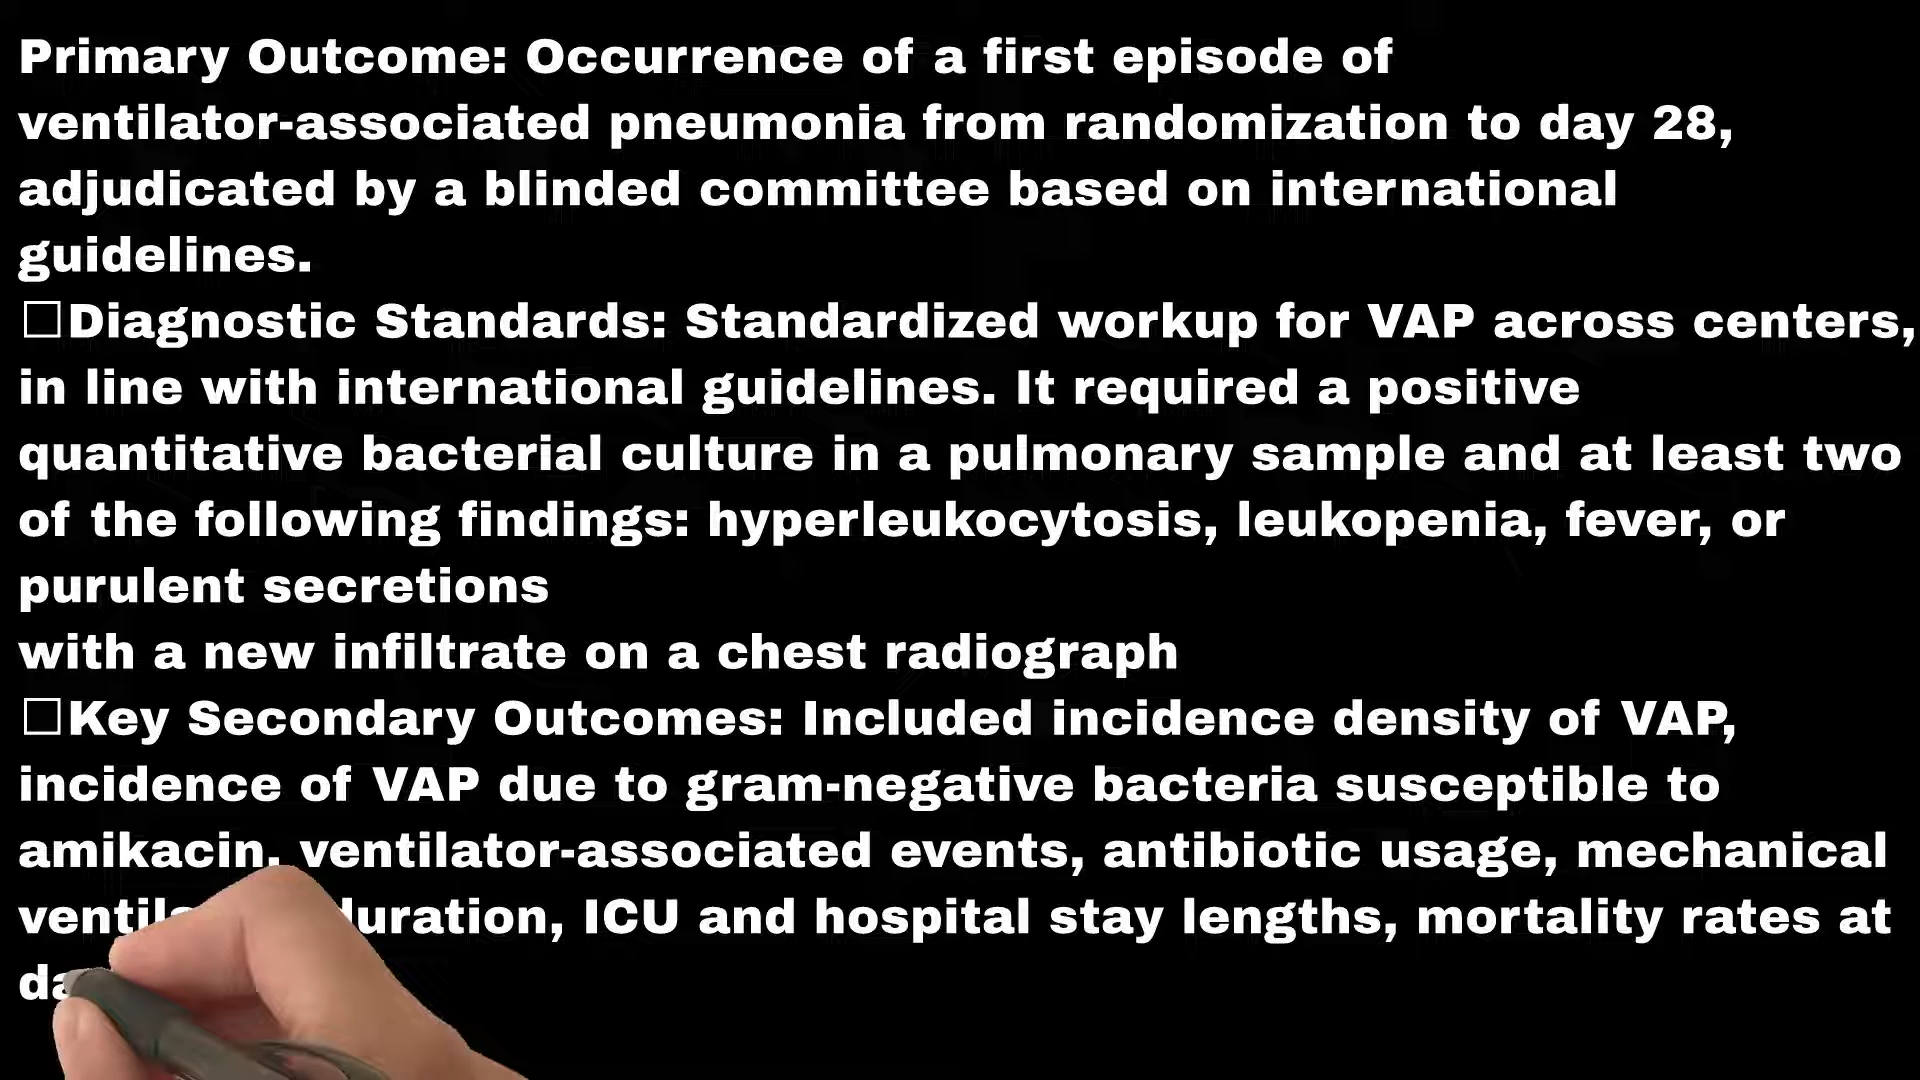 Primary Outcome: Occurrence of a first episode of
ventilator-associated pneumonia from randomization to day 28,
adjudicated by a blinded committee based on international
guidelines.
☐Diagnostic Standards: Standardized workup for VAP across centers,
in line with international guidelines. It required a positive
quantitative bacterial culture in a pulmonary sample and at least two
of the following findings: hyperleukocytosis, leukopenia, fever, or
purulent secretions
with a new infiltrate on a chest radiograph
☐Key Secondary Outcomes: Included incidence density of VAP,
incidence of VAP due to gram-negative bacteria susceptible to
amikacin, ventilator-associated events, antibiotic usage, mechanical
duration, ICU and hospital stay lengths, mortality rates at